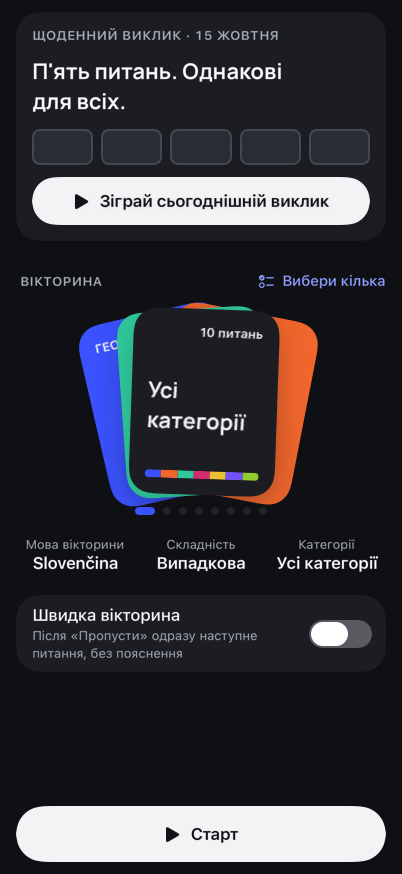 ЩОДЕННИЙ ВИКЛИК · 15 ЖОВТНЯ
П'ять питань. Однакові
для всіх.
Зіграй сьогоднішній виклик
ВІКТОРИНА
Вибери кілька
10 питань
Усі
категорії
Мова вікторини
Slovenčina
Складність
Випадкова
Категорії
Усі категорії
Швидка вікторина
Після «Пропусти» одразу наступне
питання, без пояснення
Старт